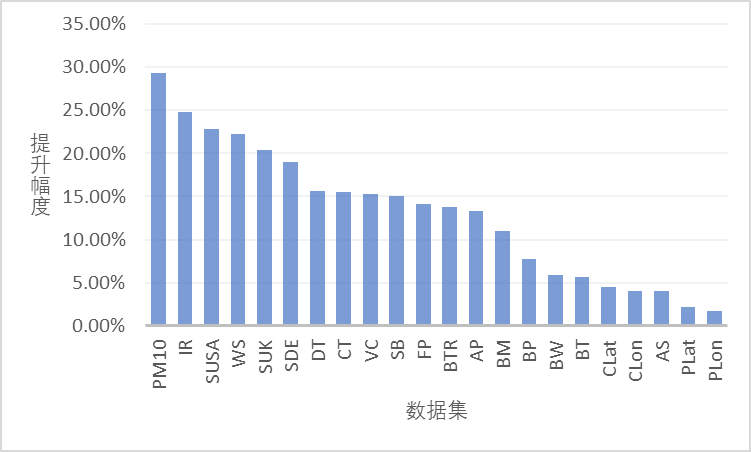 35.00%
30.00%
25.00%
20.00%
15.00%
10.00%
5.00%
0.00%
提升幅度
PM10 IR SUSA WS SUK SDE DT CT VC SB FP BTR AP BM BP BW BT CLat CLon AS PLat PLon
数据集